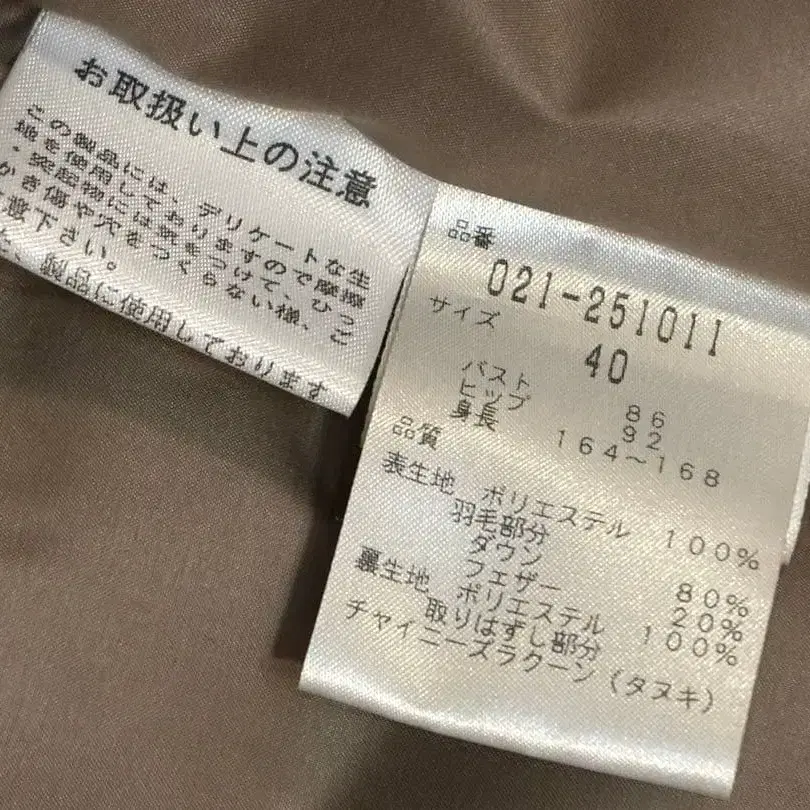 お取扱い上の注意
この製品には、デリケートな生
地を使用しておりますので摩擦
・突起物には気をつけて、ひっ
かき傷や穴をつくらない様、ご
下さい。
製品に使用しております
品番
021-251011
サイズ
40
バスト 86
ヒップ 92
身長 164～168
品質
表生地 ポリエステル 100%
羽毛部分
ダウン 80%
フェザー 20%
裏生地 ポリエステル 100%
取りはずし部分
チャイニーズラクーン(タヌキ)